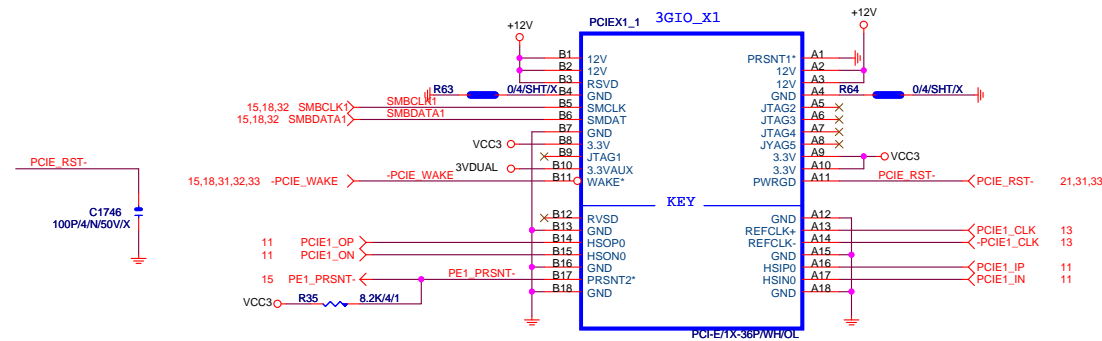 +12V
PCIEX1_1
3GIO_X1
+12V
B1 12V PRSNT1* A1
B2 12V 12V A2
B3 RSVD 12V A3
R63 0/4/SHT/X B4 GND GND A4 R64 0/4/SHT/X
15,18,32 SMBCLK1 SMBCLK1 B5 SMCLK JTAG2 A5
15,18,32 SMBDATA1 SMBDATA1 B6 SMDAT JTAG3 A6
B7 GND JTAG4 A7
VCC3 B8 3.3V JYAG5 A8
B9 JTAG1 3.3V A9 VCC3
3VDUAL B10 3.3VAUX 3.3V A10
15,18,31,32,33 -PCIE_WAKE -PCIE_WAKE B11 WAKE* PWRGD A11 PCIE_RST- PCIE_RST- 21,31,33
PCIE_RST-
C1746
100P/4/N/50V/X
KEY
B12 RVSD GND A12
B13 GND REFCLK+ A13 PCIE1_CLK 13
11 PCIE1_OP B14 HSOP0 REFCLK- A14 -PCIE1_CLK 13
11 PCIE1_ON B15 HSON0 GND A15
B16 GND HSIP0 A16 PCIE1_IP 11
15 PE1_PRSNT- PE1_PRSNT- B17 PRSNT2* HSIN0 A17 PCIE1_IN 11
B18 GND GND A18
VCC3 R35 8.2K/4/1
PCI-E/1X-36P/WH/OL